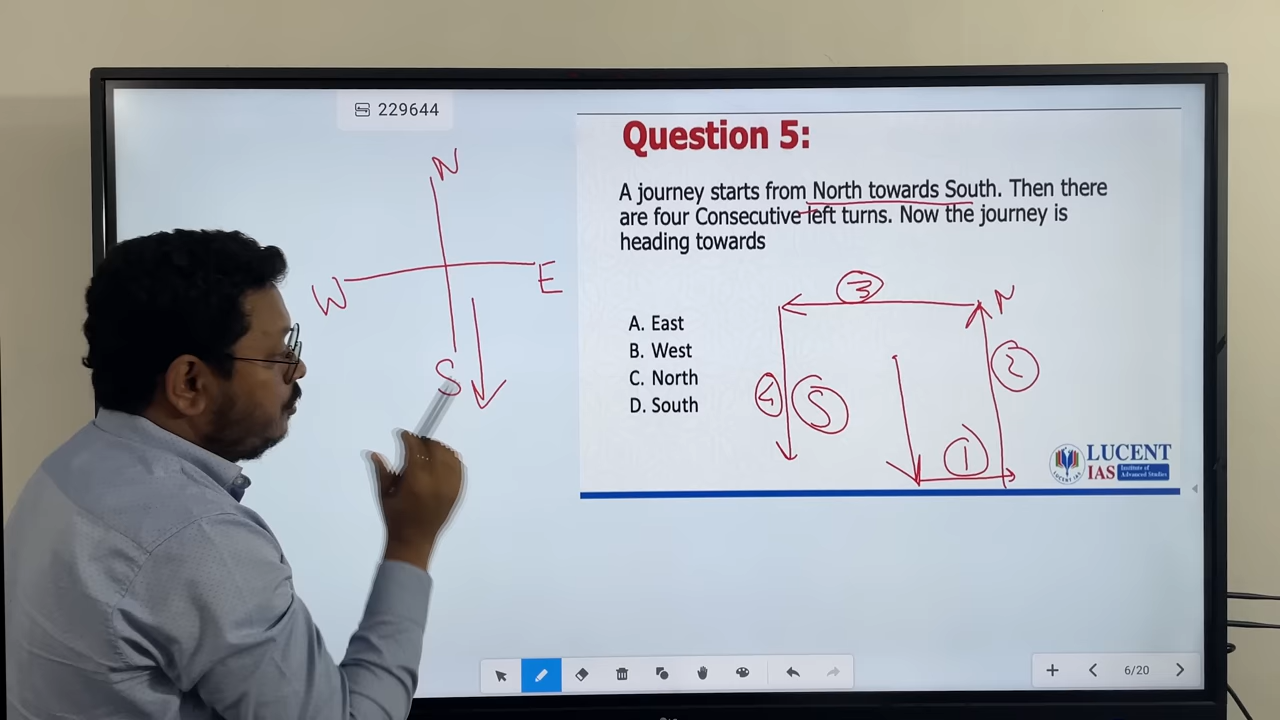 229644
Question 5:
A journey starts from North towards South. Then there
are four Consecutive left turns. Now the journey is
heading towards
A. East
B. West
C. North
D. South
N
W
E
S
3
N
2
4
S
1
LUCENT
IAS
Institute of
Advanced Studies
6/20